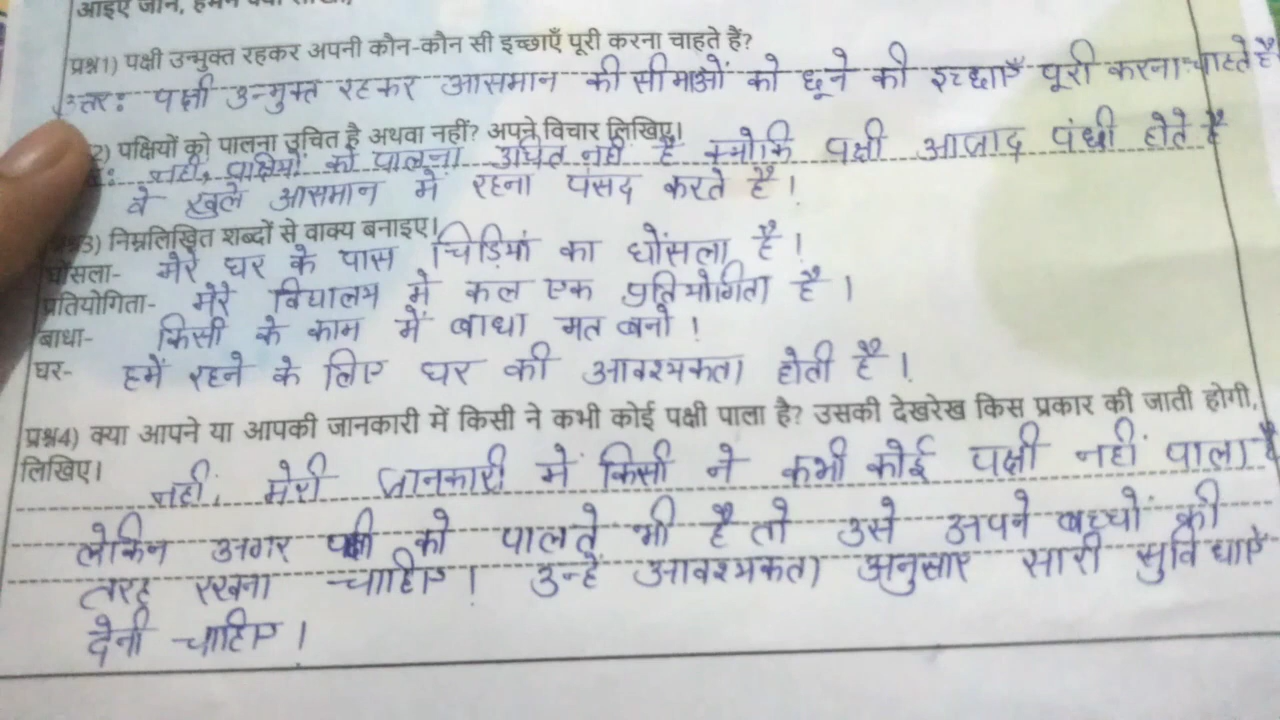 आइए जानें, हमने क्या सीखा,
प्रश्न1) पक्षी उन्मुक्त रहकर अपनी कौन-कौन सी इच्छाएँ पूरी करना चाहते हैं?
उत्तर: पक्षी उन्मुक्त रहकर आसमान की सीमाओं को छूने की इच्छाएँ पूरी करना चाहते है
2) पक्षियों को पालना उचित है अथवा नहीं? अपने विचार लिखिए।
नहीं, पक्षियों को पालना उचित नहीं है क्योकि पक्षी आजाद पंछी होते है
वे खुले आसमान में रहना पंसद करते है।
प्रश्न3) निम्नलिखित शब्दों से वाक्य बनाइए।
घोंसला- मेरे घर के पास चिड़ियां का घोंसला है।
प्रतियोगिता- मेरे विघालय में कल एक प्रतियोगिता है।
बाधा- किसी के काम में बाधा मत बनो।
घर- हमें रहने के लिए घर की आवश्यकता होती है।
प्रश्न4) क्या आपने या आपकी जानकारी में किसी ने कभी कोई पक्षी पाला है? उसकी देखरेख किस प्रकार की जाती होगी,
लिखिए। नहीं, मेरी जानकारी में किसी ने कभी कोई पक्षी नहीं पाला है
लेकिन अगर पक्षी को पालते भी है तो उसे अपने बच्चों की
तरह रखना चाहिए। उन्हें आवश्यकता अनुसार सारी सुविधाएं
देनी चाहिए।